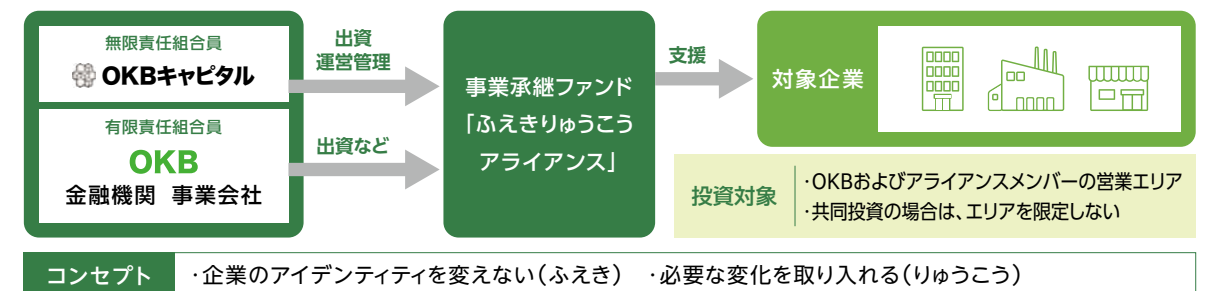 無限責任組合員
OKBキャピタル
有限責任組合員
OKB
金融機関 事業会社
出資
運営管理
出資など
事業承継ファンド
「ふえきりゅうこう
アライアンス」
支援
対象企業
投資対象
・OKBおよびアライアンスメンバーの営業エリア
・共同投資の場合は、エリアを限定しない
コンセプト ・企業のアイデンティティを変えない(ふえき) ・必要な変化を取り入れる(りゅうこう)